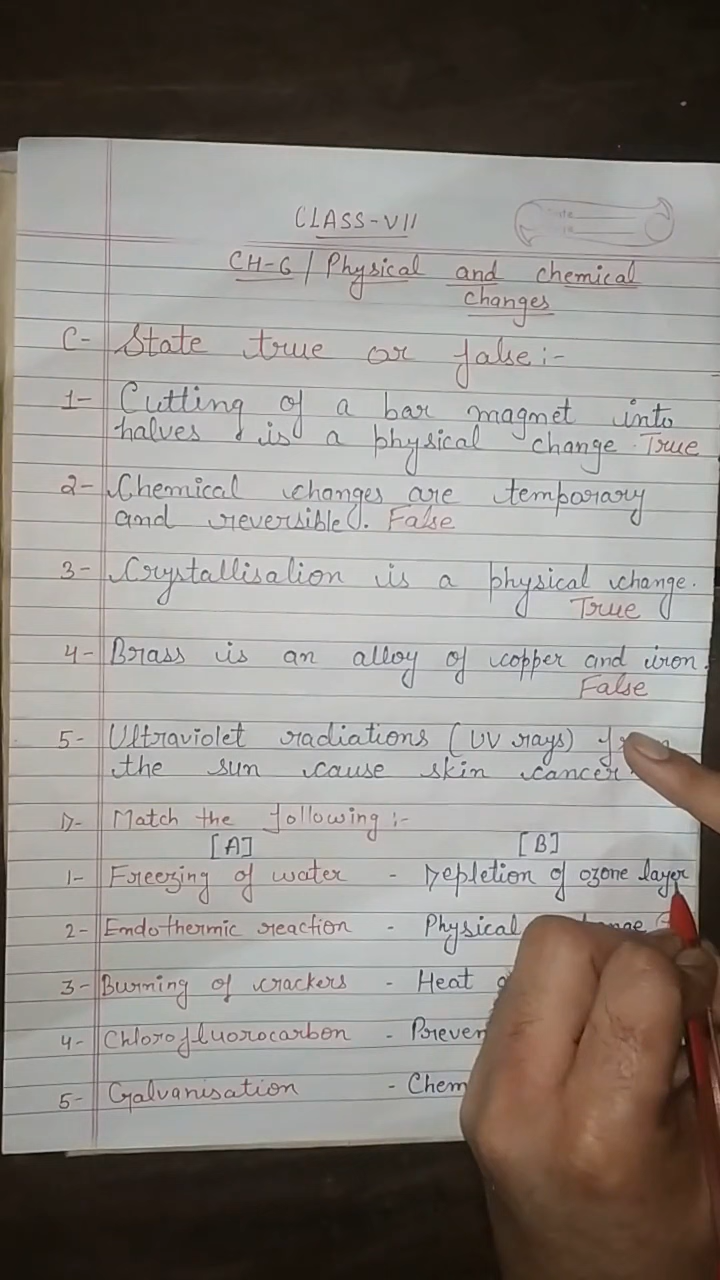 CLASS-VII
CH-6 / Physical and chemical
changes
C- State true or false :-
1- Cutting of a bar magnet into
halves is a physical change. True
2- Chemical changes are temporary
and reversible. False
3- Crystallisation is a physical change.
True
4- Brass is an alloy of copper and iron.
False
5- Ultraviolet radiations (UV rays)
the sun cause skin cancer
D- Match the following :-
[A] [B]
1- Freezing of water - Depletion of ozone layer
2- Endothermic reaction - Physical
3- Burning of crackers - Heat
4- Chlorofluorocarbon -
5- Galvanisation -